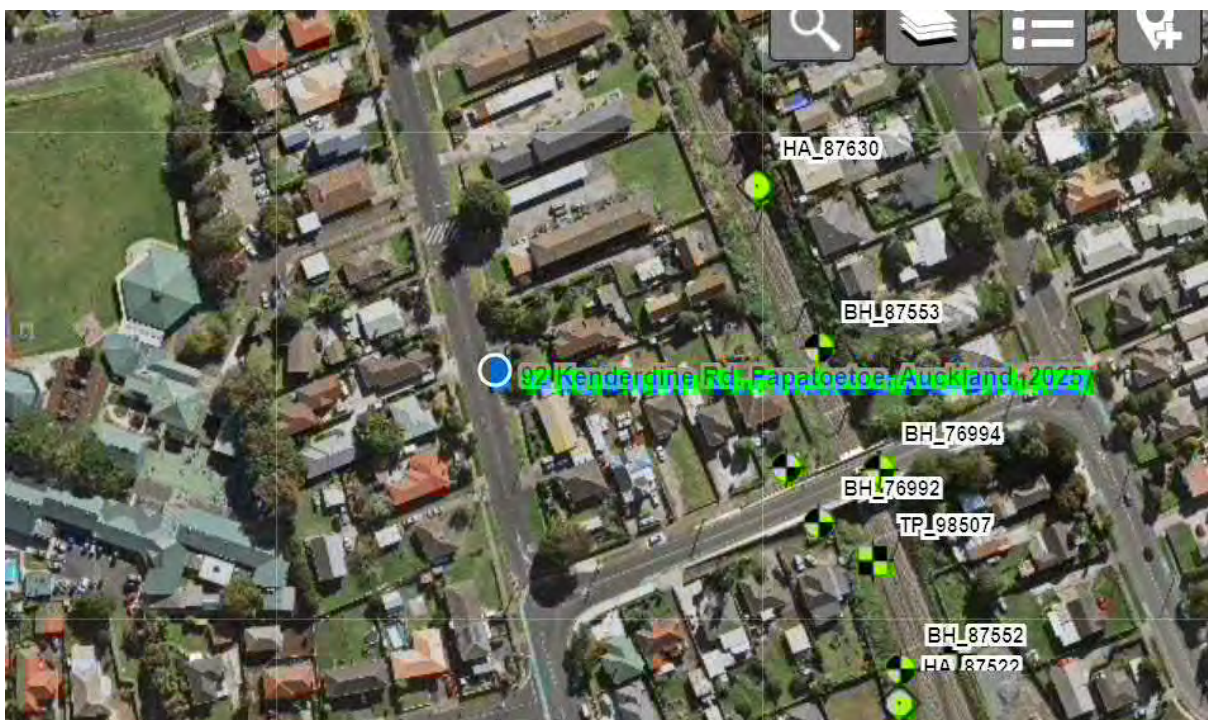 HA_87630
BH_87553
92 Kenderdine Rd, Papatoetoe, Auckland, 2025
BH_76994
BH_76992
TP_98507
BH_87552
HA_87522